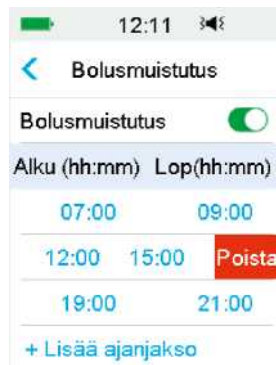 12:11
Bolusmuistutus
Bolusmuistutus
Alku (hh:mm) Lop(hh:mm)
07:00 09:00
12:00 15:00 Poista
19:00 21:00
+ Lisää ajanjakso